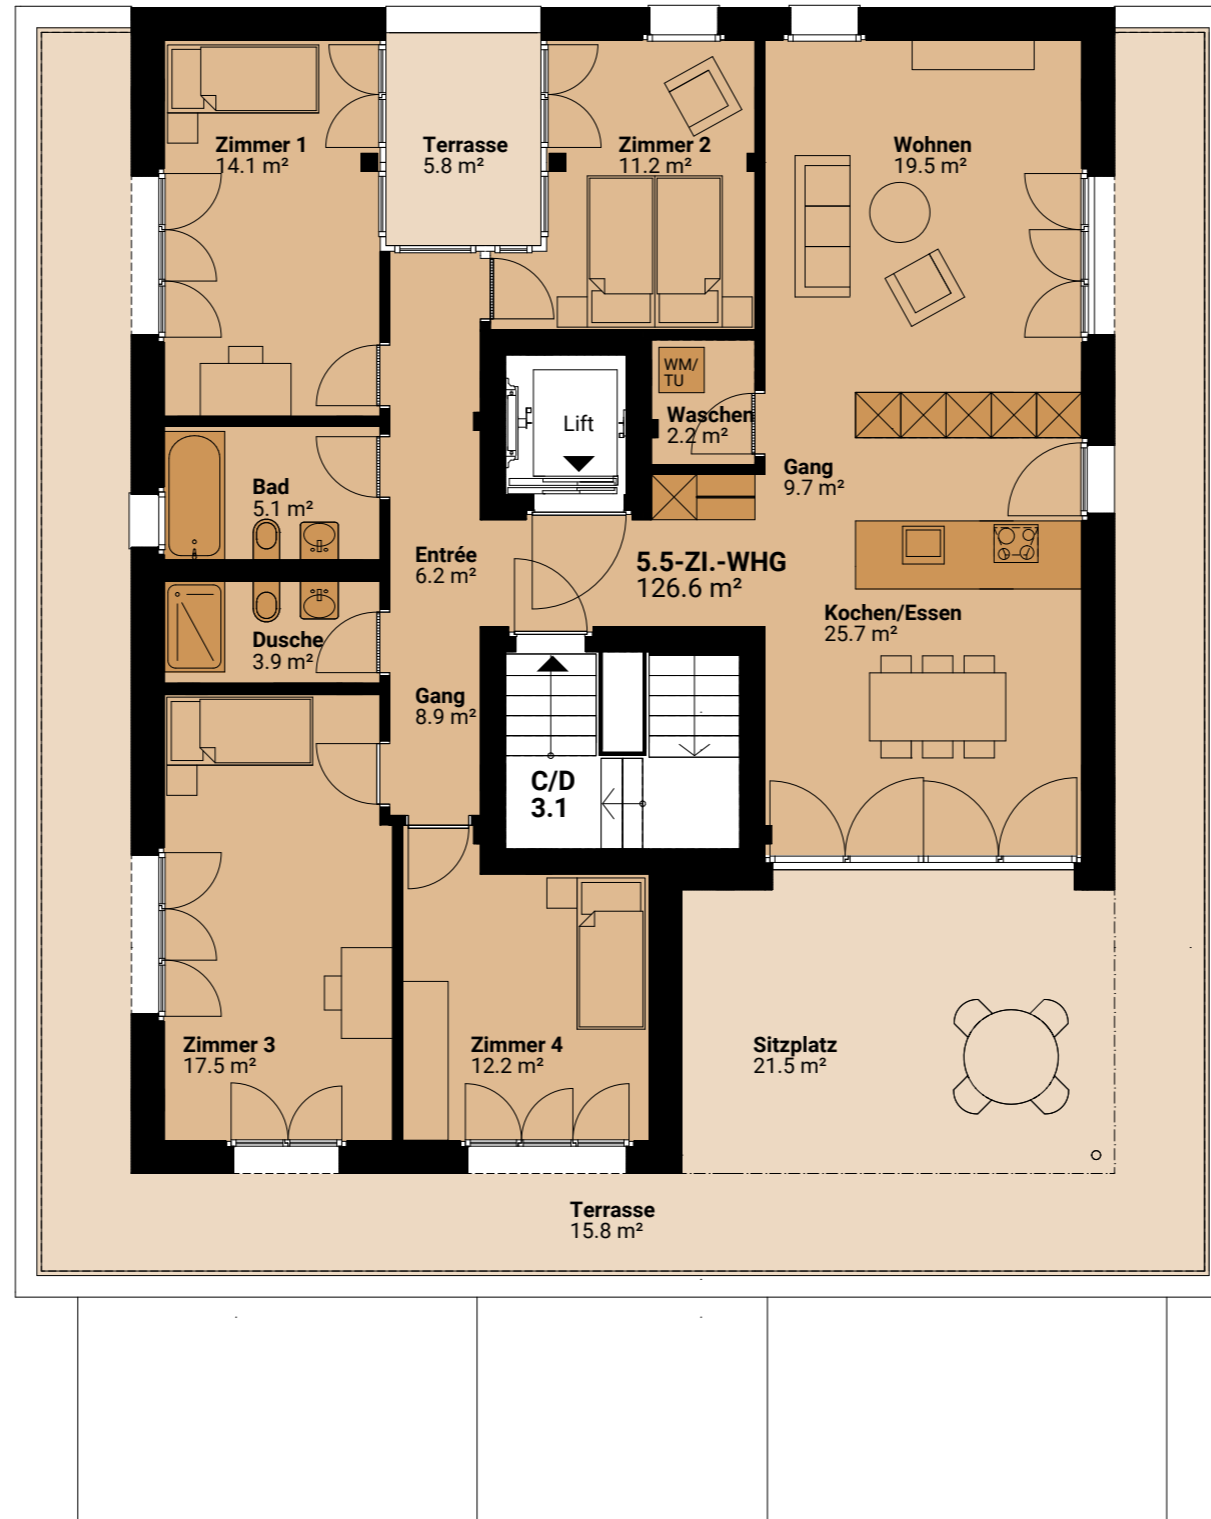 Zimmer 1
14.1 m²
Terrasse
5.8 m²
Zimmer 2
11.2 m²
Wohnen
19.5 m²
WM/
TU
Lift
Waschen
2.2 m²
Gang
9.7 m²
Bad
5.1 m²
Entrée
6.2 m²
5.5-ZI.-WHG
126.6 m²
Kochen/Essen
25.7 m²
Dusche
3.9 m²
Gang
8.9 m²
C/D
3.1
Zimmer 3
17.5 m²
Zimmer 4
12.2 m²
Sitzplatz
21.5 m²
Terrasse
15.8 m²